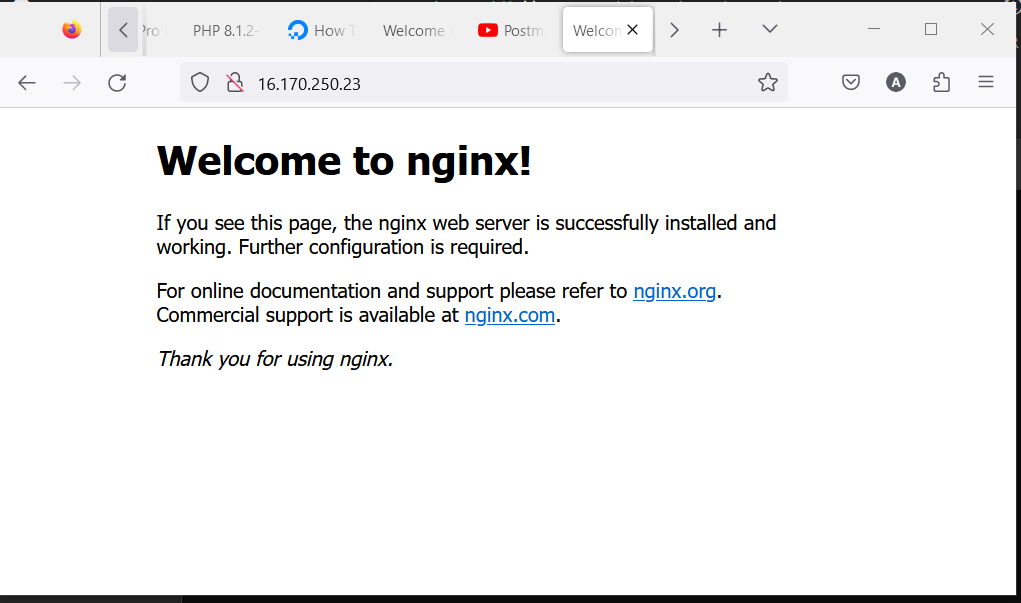 Pro
PHP 8.1.2-
How T
Welcome
Postm
Welcon
16.170.250.23
A
Welcome to nginx!
If you see this page, the nginx web server is successfully installed and
working. Further configuration is required.
For online documentation and support please refer to nginx.org.
Commercial support is available at nginx.com.
Thank you for using nginx.